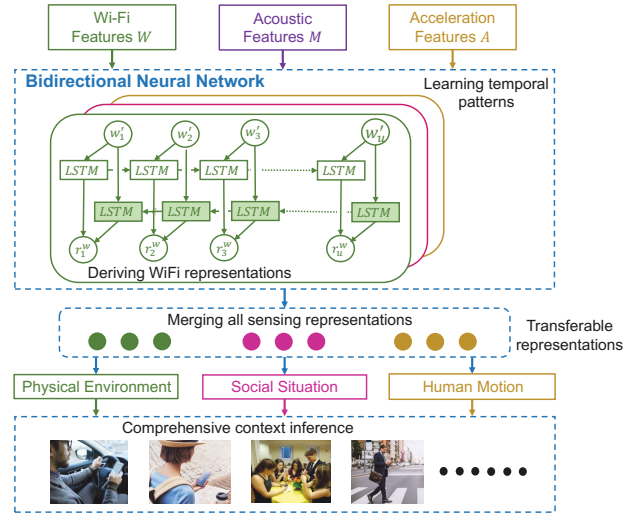 Wi-Fi
Features W
Acoustic
Features M
Acceleration
Features A
Bidirectional Neural Network
Learning temporal
patterns
w′₁ w′₂ w′₃ w′ᵤ
LSTM LSTM LSTM LSTM
LSTM LSTM LSTM LSTM
r₁ʷ r₂ʷ r₃ʷ rᵤʷ
Deriving WiFi representations
Merging all sensing representations
Transferable
representations
Physical Environment
Social Situation
Human Motion
Comprehensive context inference